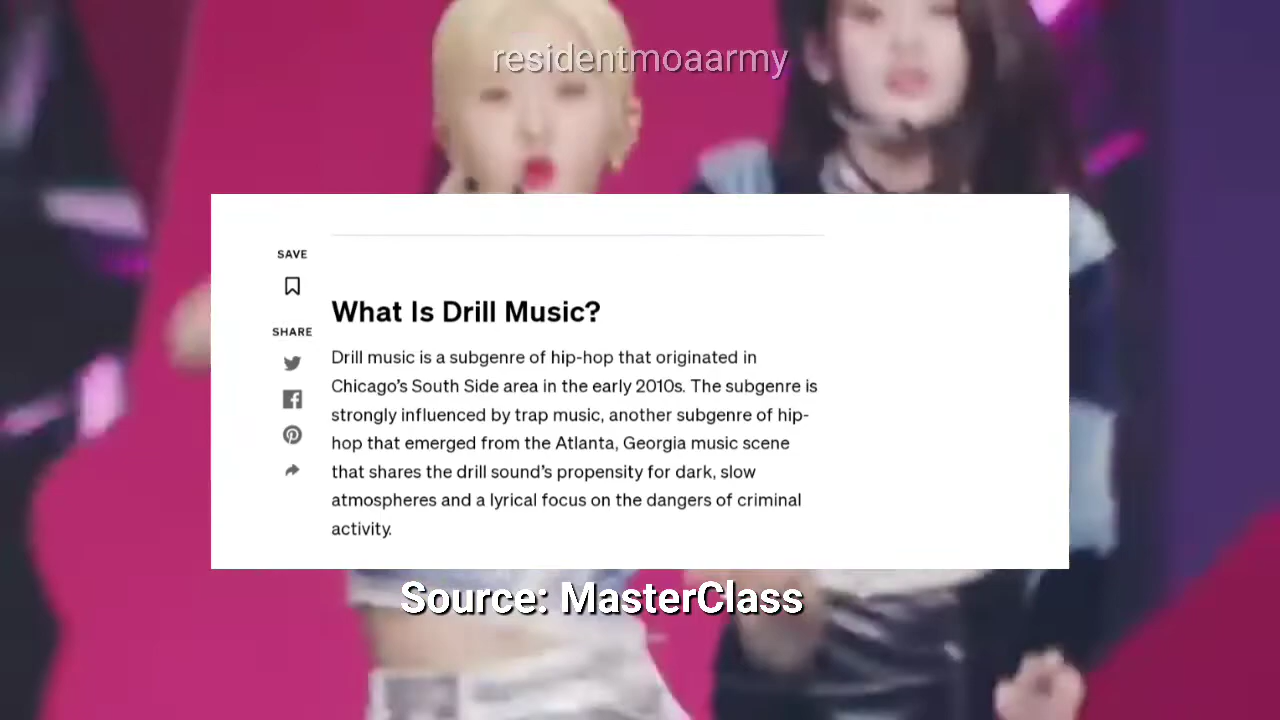 residentmoaarmy
SAVE
SHARE
What Is Drill Music?
Drill music is a subgenre of hip-hop that originated in
Chicago’s South Side area in the early 2010s. The subgenre is
strongly influenced by trap music, another subgenre of hip-
hop that emerged from the Atlanta, Georgia music scene
that shares the drill sound’s propensity for dark, slow
atmospheres and a lyrical focus on the dangers of criminal
activity.
Source: MasterClass